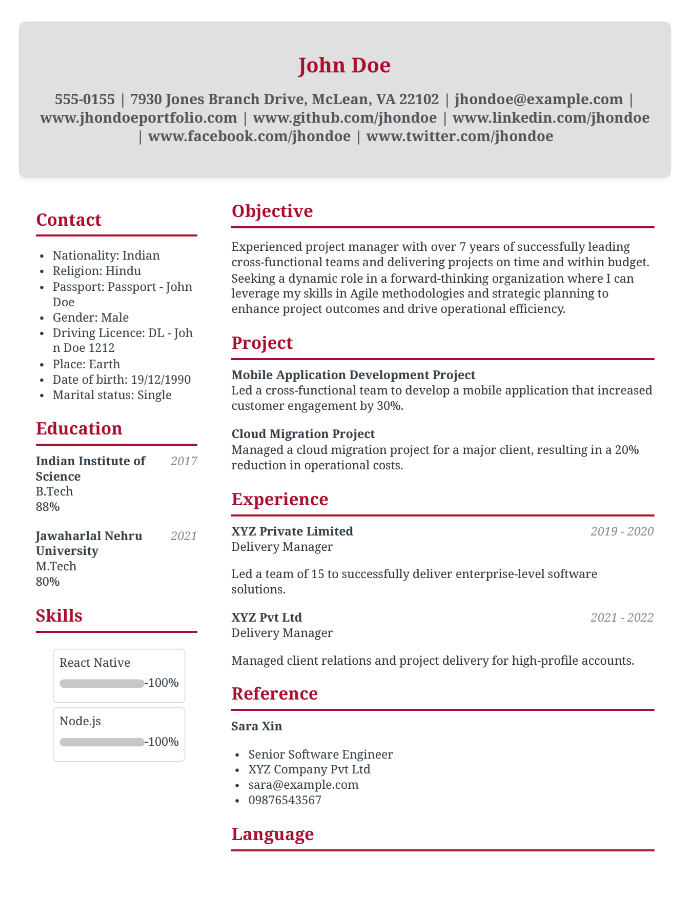 John Doe
555-0155 | 7930 Jones Branch Drive, McLean, VA 22102 | jhondoe@example.com |
www.jhondoeportfolio.com | www.github.com/jhondoe | www.linkedin.com/jhondoe
| www.facebook.com/jhondoe | www.twitter.com/jhondoe
Contact
• Nationality: Indian
• Religion: Hindu
• Passport: Passport - John
Doe
• Gender: Male
• Driving Licence: DL - Joh
n Doe 1212
• Place: Earth
• Date of birth: 19/12/1990
• Marital status: Single
Education
Indian Institute of 2017
Science
B.Tech
88%
Jawaharlal Nehru 2021
University
M.Tech
80%
Skills
React Native
-100%
Node.js
-100%
Objective
Experienced project manager with over 7 years of successfully leading
cross-functional teams and delivering projects on time and within budget.
Seeking a dynamic role in a forward-thinking organization where I can
leverage my skills in Agile methodologies and strategic planning to
enhance project outcomes and drive operational efficiency.
Project
Mobile Application Development Project
Led a cross-functional team to develop a mobile application that increased
customer engagement by 30%.
Cloud Migration Project
Managed a cloud migration project for a major client, resulting in a 20%
reduction in operational costs.
Experience
XYZ Private Limited 2019 - 2020
Delivery Manager
Led a team of 15 to successfully deliver enterprise-level software
solutions.
XYZ Pvt Ltd 2021 - 2022
Delivery Manager
Managed client relations and project delivery for high-profile accounts.
Reference
Sara Xin
• Senior Software Engineer
• XYZ Company Pvt Ltd
• sara@example.com
• 09876543567
Language